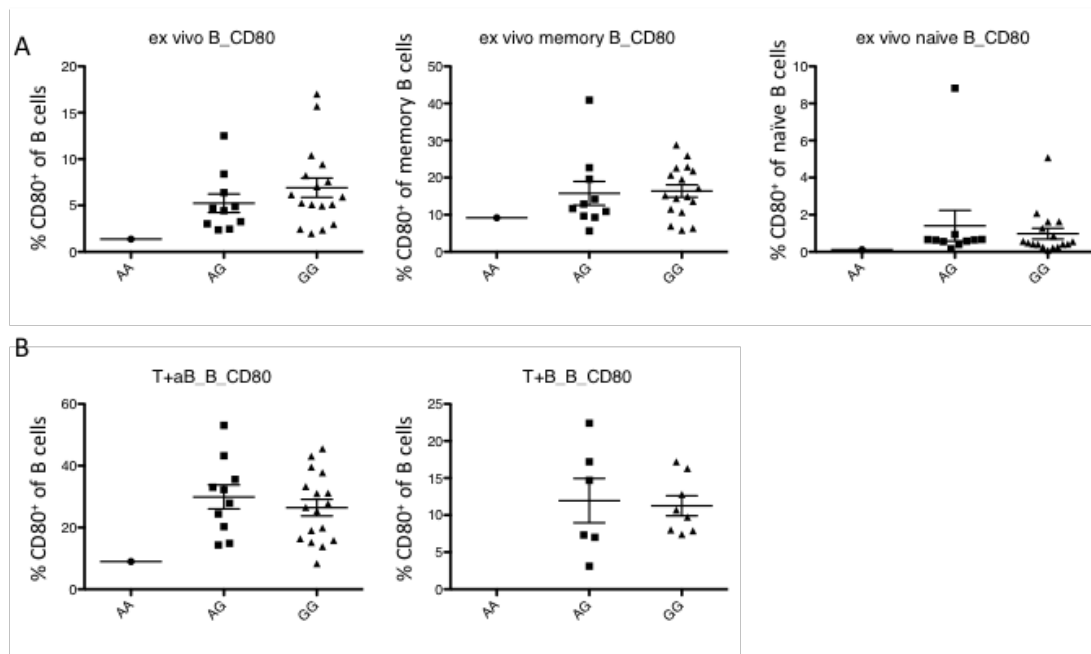 A
ex vivo B_CD80
% CD80⁺ of B cells
20
15
10
5
0
AA
AG
GG
ex vivo memory B_CD80
% CD80⁺ of memory B cells
50
40
30
20
10
0
AA
AG
GG
ex vivo naive B_CD80
% CD80⁺ of naïve B cells
10
8
6
4
2
0
AA
AG
GG
B
T+aB_B_CD80
% CD80⁺ of B cells
60
40
20
0
AA
AG
GG
T+B_B_CD80
% CD80⁺ of B cells
25
20
15
10
5
0
AA
AG
GG